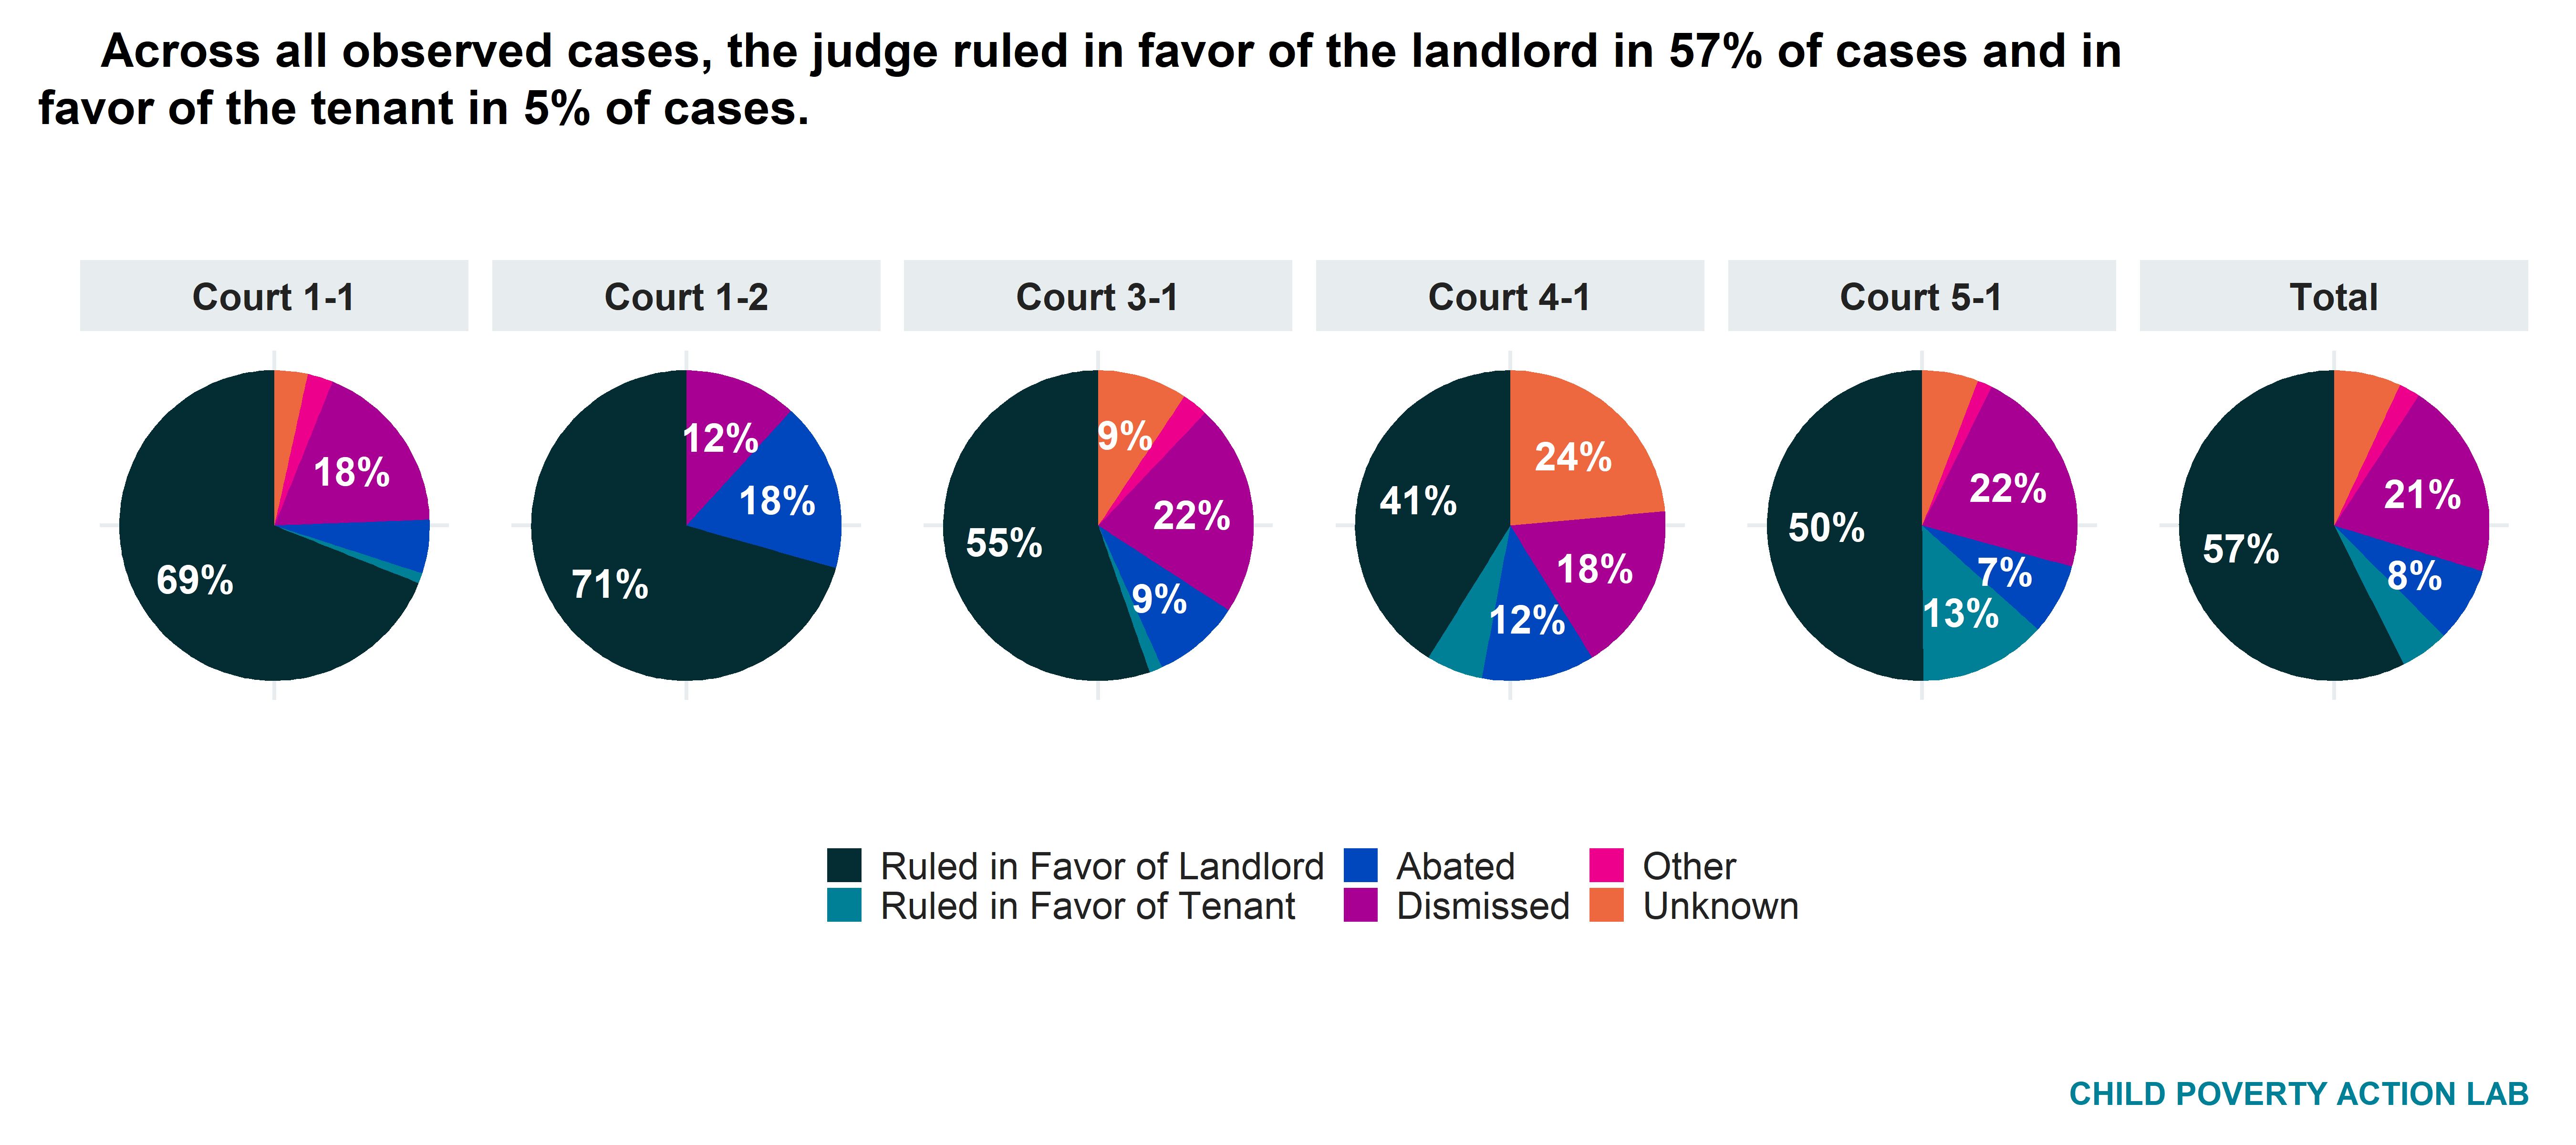 Across all observed cases, the judge ruled in favor of the landlord in 57% of cases and in
favor of the tenant in 5% of cases.
Court 1-1
Court 1-2
Court 3-1
Court 4-1
Court 5-1
Total
18%
69%
12%
18%
71%
9%
22%
55%
9%
24%
41%
18%
12%
22%
50%
7%
13%
21%
57%
8%
Ruled in Favor of Landlord
Abated
Other
Ruled in Favor of Tenant
Dismissed
Unknown
CHILD POVERTY ACTION LAB